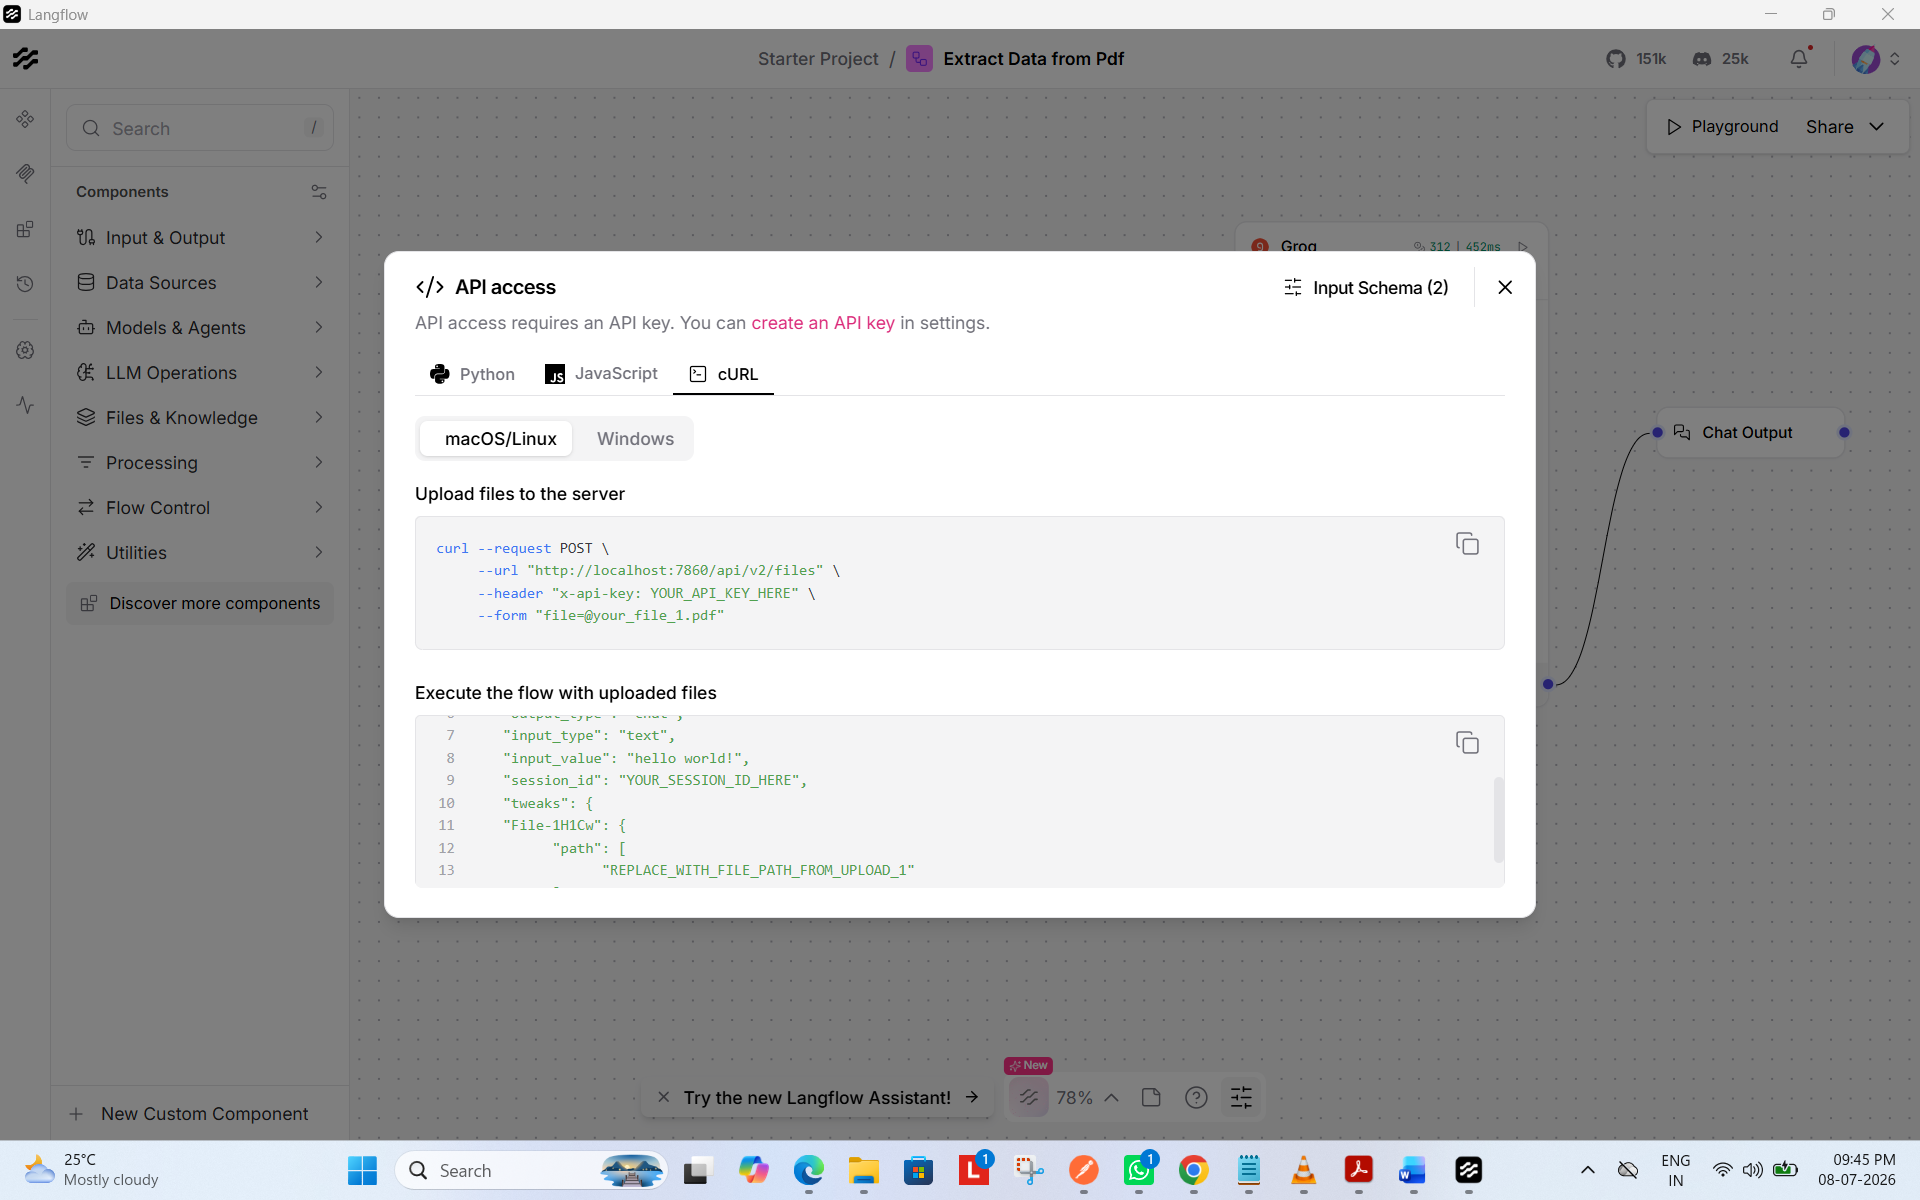 Langflow
Starter Project / Extract Data from Pdf
151k
25k
Search /
Playground
Share
Components
Input & Output
Data Sources
Models & Agents
LLM Operations
Files & Knowledge
Processing
Flow Control
Utilities
Discover more components
New Custom Component
Groq 312 | 452ms
Chat Output
</> API access
Input Schema (2)
API access requires an API key. You can create an API key in settings.
Python
JS JavaScript
cURL
macOS/Linux
Windows
Upload files to the server
curl --request POST \
--url "http://localhost:7860/api/v2/files" \
--header "x-api-key: YOUR_API_KEY_HERE" \
--form "file=@your_file_1.pdf"
Execute the flow with uploaded files
6 "output_type": "chat",
7 "input_type": "text",
8 "input_value": "hello world!",
9 "session_id": "YOUR_SESSION_ID_HERE",
10 "tweaks": {
11 "File-1H1Cw": {
12 "path": [
13 "REPLACE_WITH_FILE_PATH_FROM_UPLOAD_1"
New
Try the new Langflow Assistant!
78%
25°C
Mostly cloudy
Search
L 1
1
ENG
IN
09:45 PM
08-07-2026